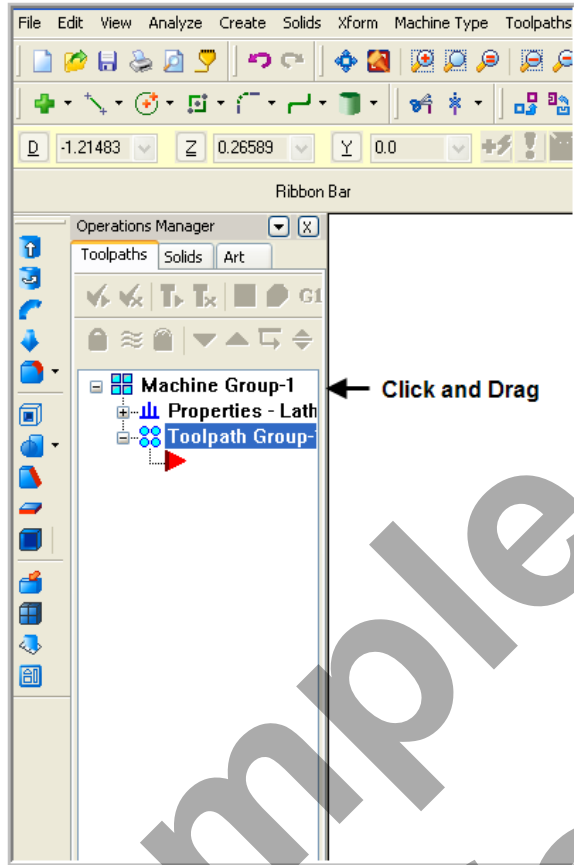 File Edit View Analyze Create Solids Xform Machine Type Toolpaths
D -1.21483 Z 0.26589 Y 0.0
Ribbon Bar
Operations Manager X
Toolpaths Solids Art
G1
Machine Group-1
Click and Drag
Properties - Lath
Toolpath Group-
mple